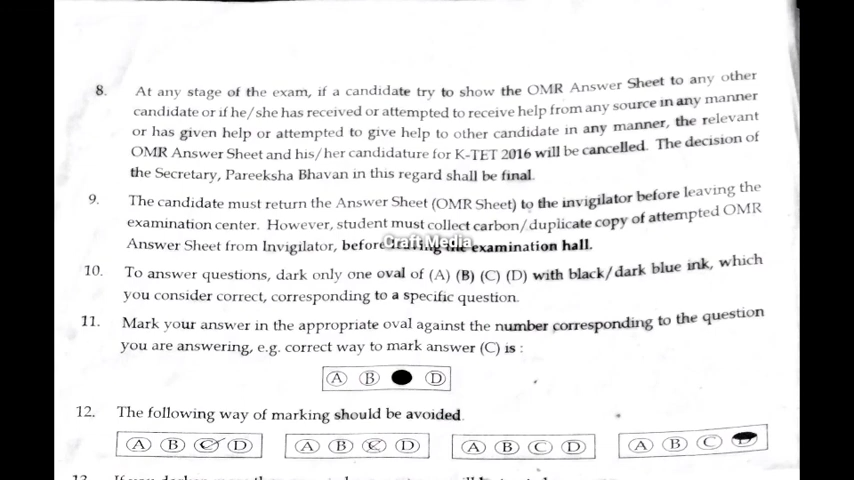 8. At any stage of the exam, if a candidate try to show the OMR Answer Sheet to any other
candidate or if he/she has received or attempted to receive help from any source in any manner
or has given help or attempted to give help to other candidate in any manner, the relevant
OMR Answer Sheet and his/her candidature for K-TET 2016 will be cancelled. The decision of
the Secretary, Pareeksha Bhavan in this regard shall be final.
9. The candidate must return the Answer Sheet (OMR Sheet) to the invigilator before leaving the
examination center. However, student must collect carbon/duplicate copy of attempted OMR
Answer Sheet from Invigilator, before the examination hall.
Craft Media
10. To answer questions, dark only one oval of (A) (B) (C) (D) with black/dark blue ink, which
you consider correct, corresponding to a specific question.
11. Mark your answer in the appropriate oval against the number corresponding to the question
you are answering, e.g. correct way to mark answer (C) is :
A B D
12. The following way of marking should be avoided.
A B C D A B C D A B C D A B C D